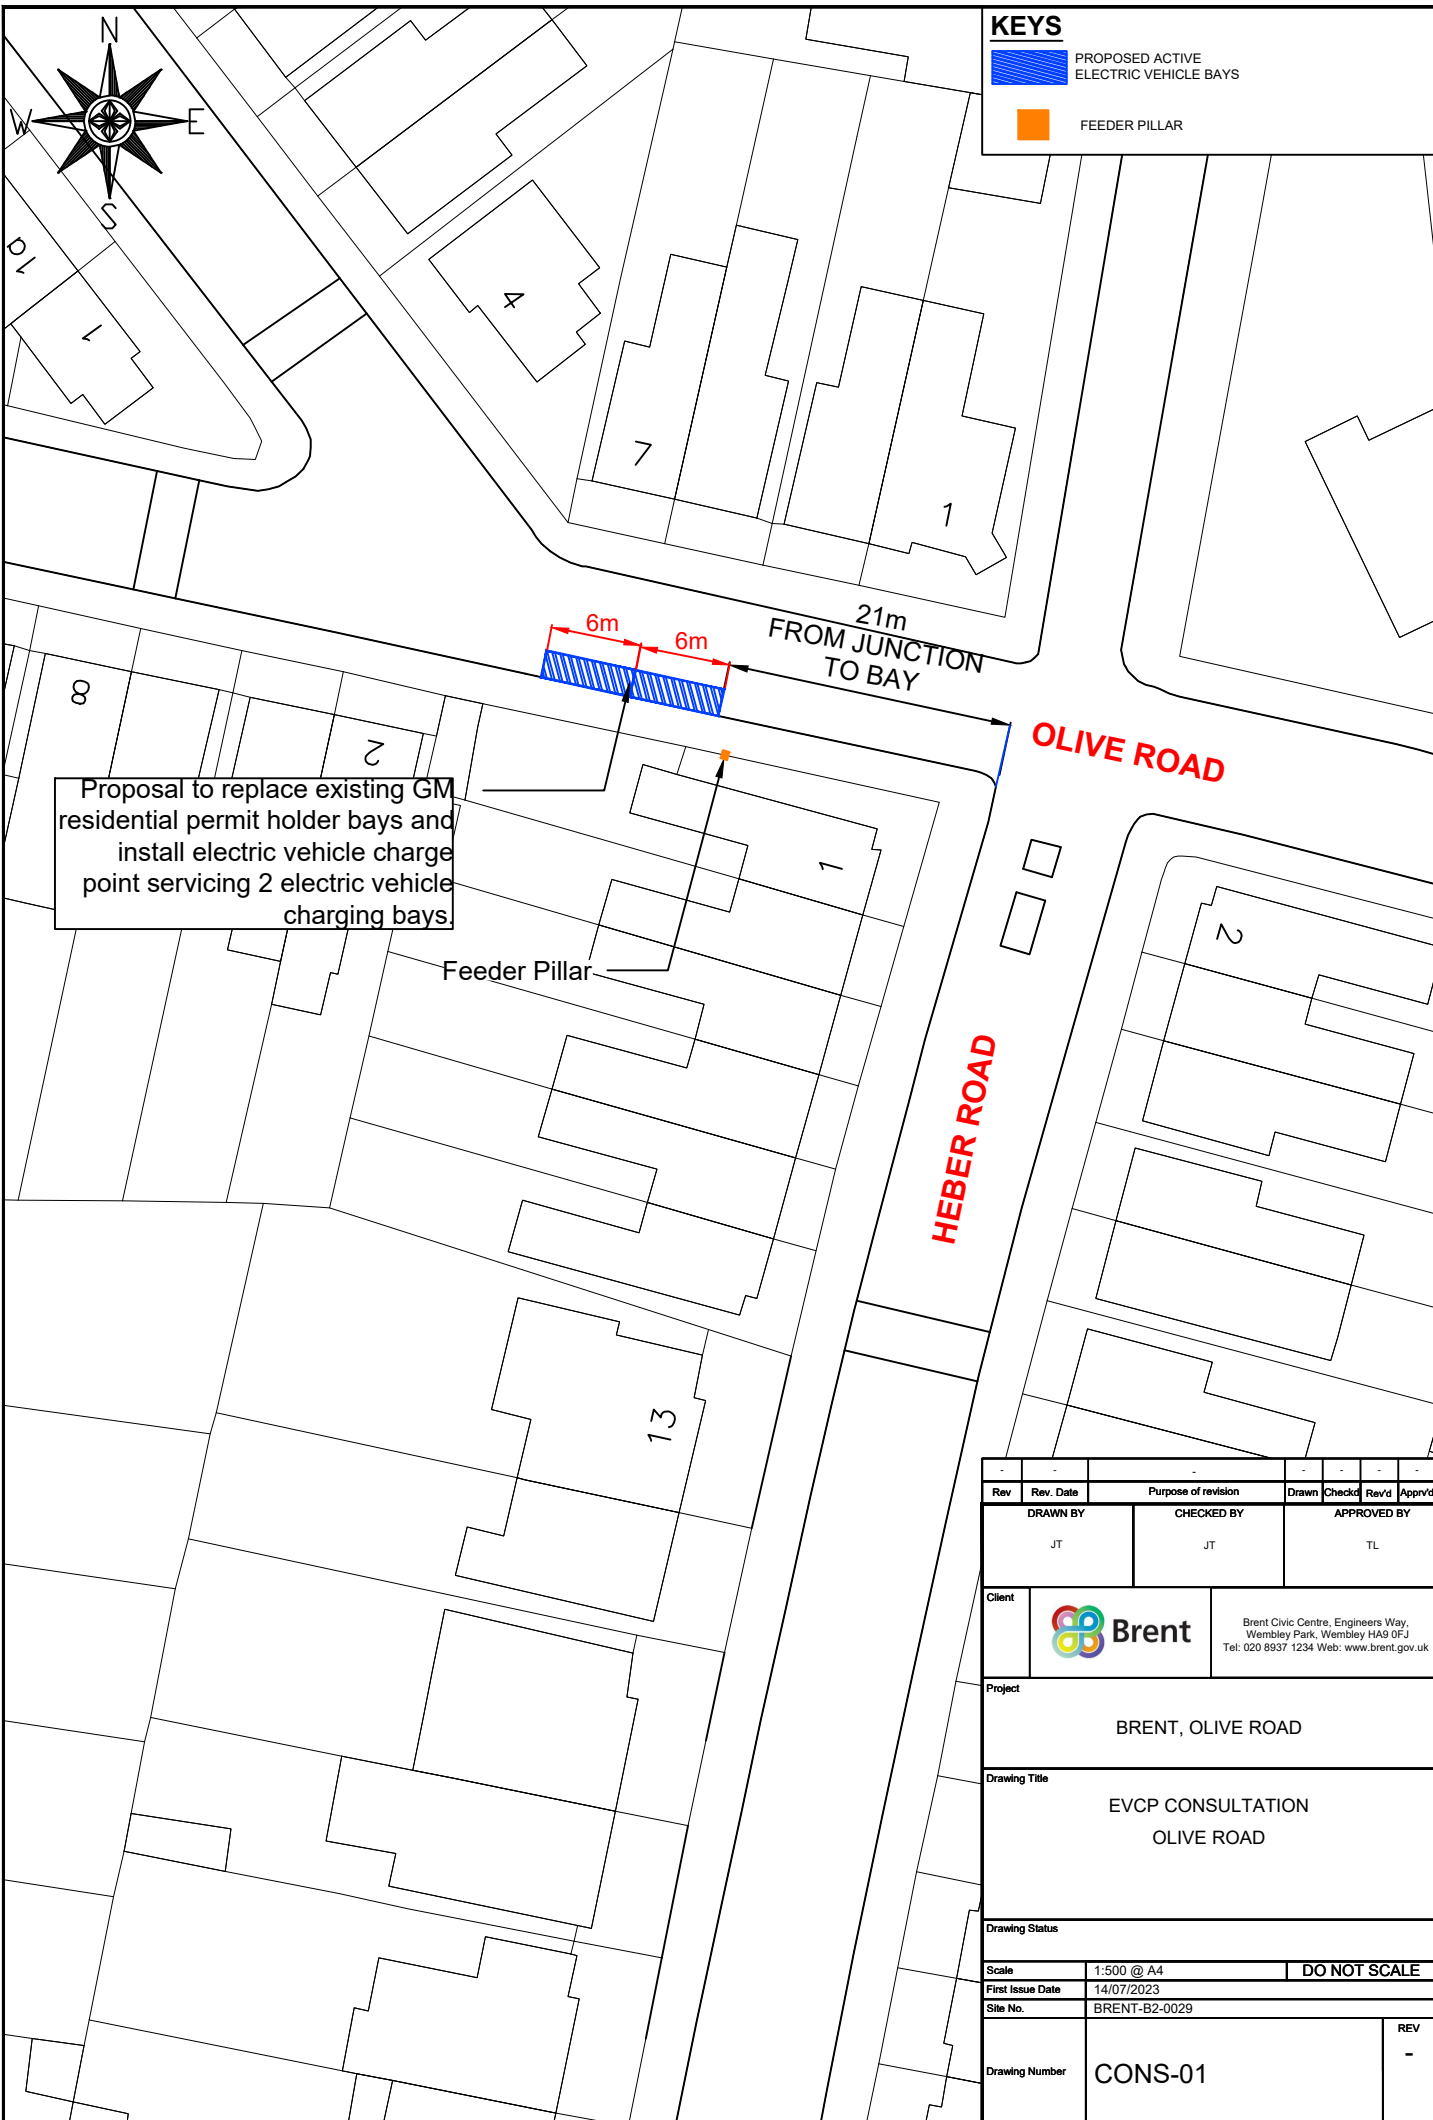 KEYS
PROPOSED ACTIVE
ELECTRIC VEHICLE BAYS
FEEDER PILLAR
N
W
E
S
1a
1
4
7
1
6m
6m
21m
FROM JUNCTION
TO BAY
OLIVE ROAD
8
2
Proposal to replace existing GM
residential permit holder bays and
install electric vehicle charge
point servicing 2 electric vehicle
charging bays.
1
2
Feeder Pillar
HEBER ROAD
13
- - - - - - -
Rev Rev. Date Purpose of revision Drawn Checkd Rev'd Apprv'd
DRAWN BY CHECKED BY APPROVED BY
JT JT TL
Client
Brent
Brent Civic Centre, Engineers Way,
Wembley Park, Wembley HA9 0FJ
Tel: 020 8937 1234 Web: www.brent.gov.uk
Project
BRENT, OLIVE ROAD
Drawing Title
EVCP CONSULTATION
OLIVE ROAD
Drawing Status
Scale 1:500 @ A4 DO NOT SCALE
First Issue Date 14/07/2023
Site No. BRENT-B2-0029
Drawing Number CONS-01
REV
-